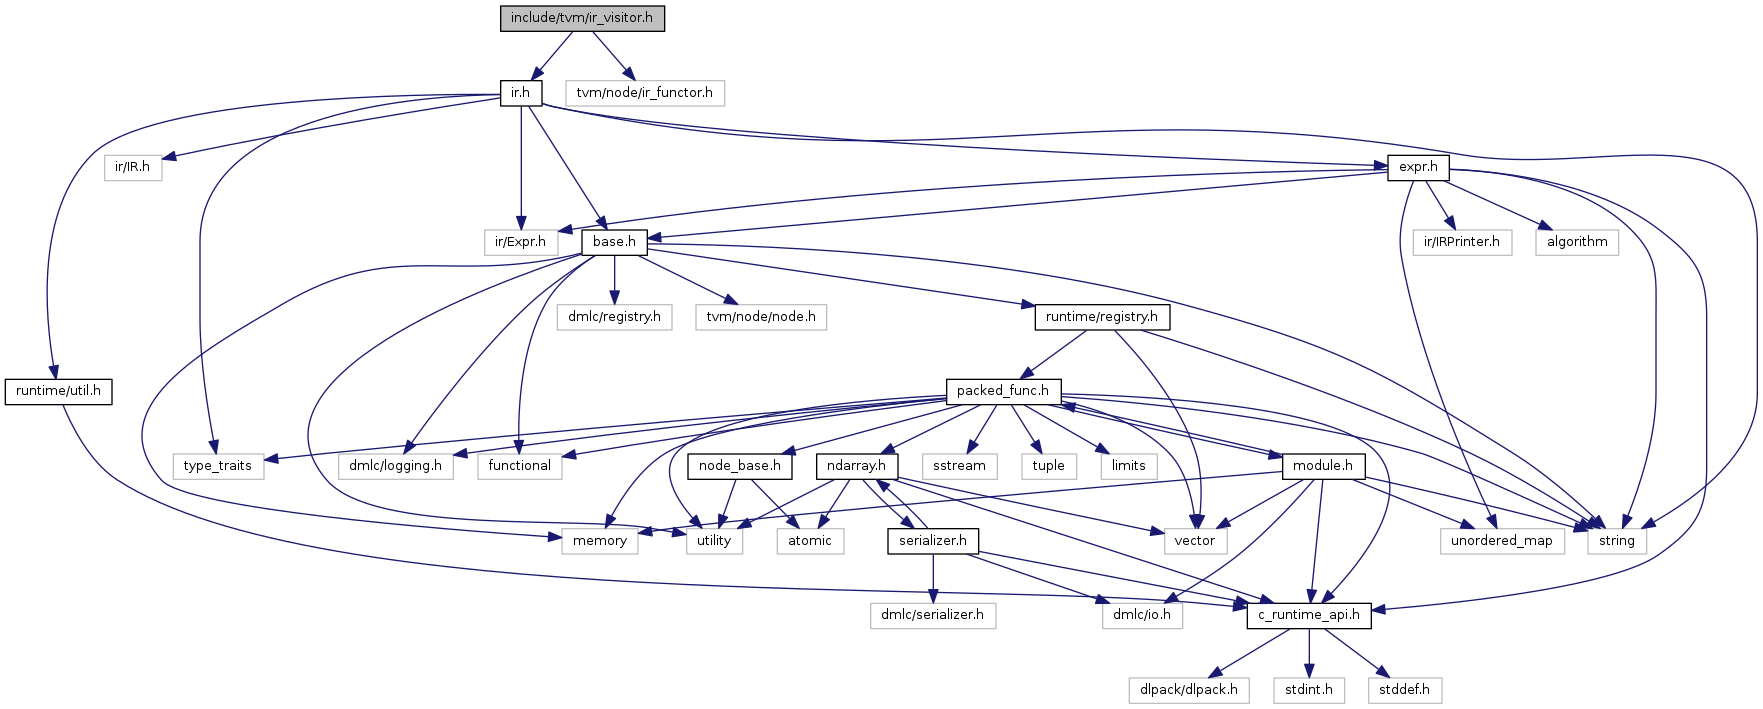 include/tvm/ir_visitor.h
ir.h
tvm/node/ir_functor.h
ir/IR.h
expr.h
ir/Expr.h
base.h
ir/IRPrinter.h
algorithm
dmlc/registry.h
tvm/node/node.h
runtime/registry.h
runtime/util.h
packed_func.h
type_traits
dmlc/logging.h
functional
node_base.h
ndarray.h
sstream
tuple
limits
module.h
memory
utility
atomic
serializer.h
vector
unordered_map
string
dmlc/serializer.h
dmlc/io.h
c_runtime_api.h
dlpack/dlpack.h
stdint.h
stddef.h